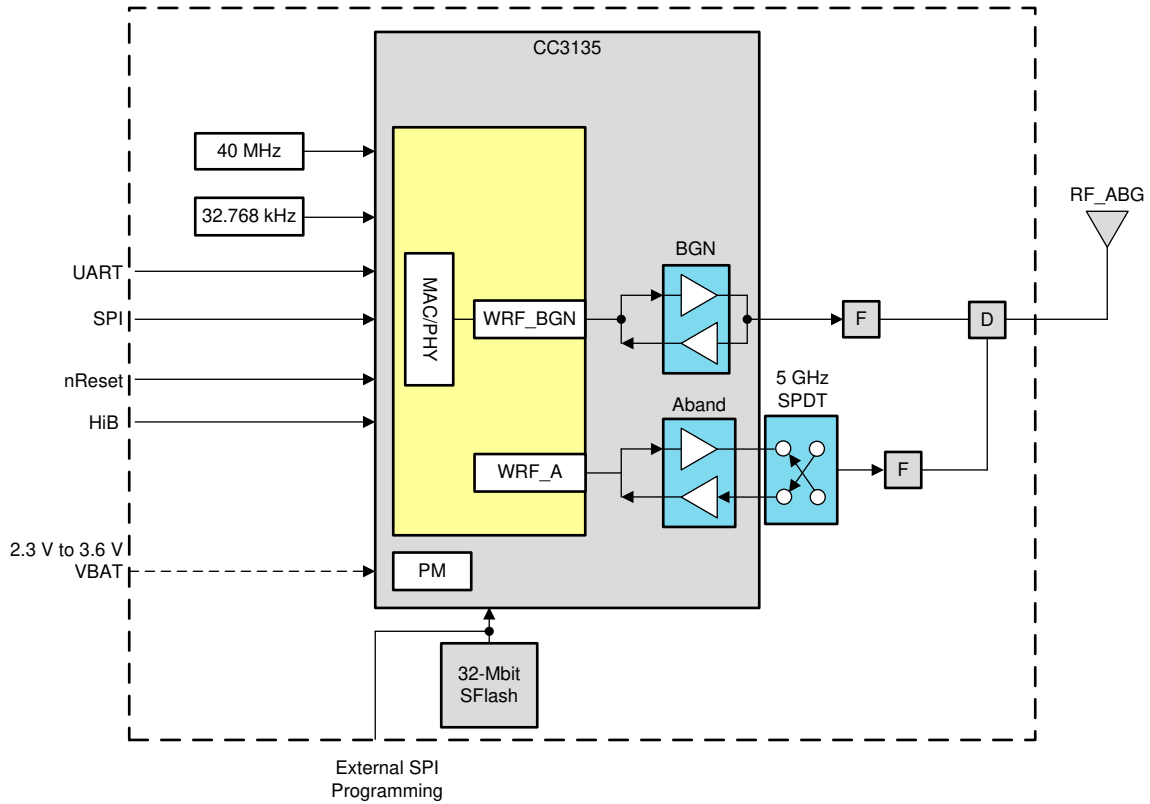 CC3135
40 MHz
32.768 kHz
UART
SPI
nReset
HiB
2.3 V to 3.6 V
VBAT
MAC/PHY
WRF_BGN
WRF_A
PM
BGN
Aband
5 GHz
SPDT
F
D
F
RF_ABG
32-Mbit
SFlash
External SPI
Programming